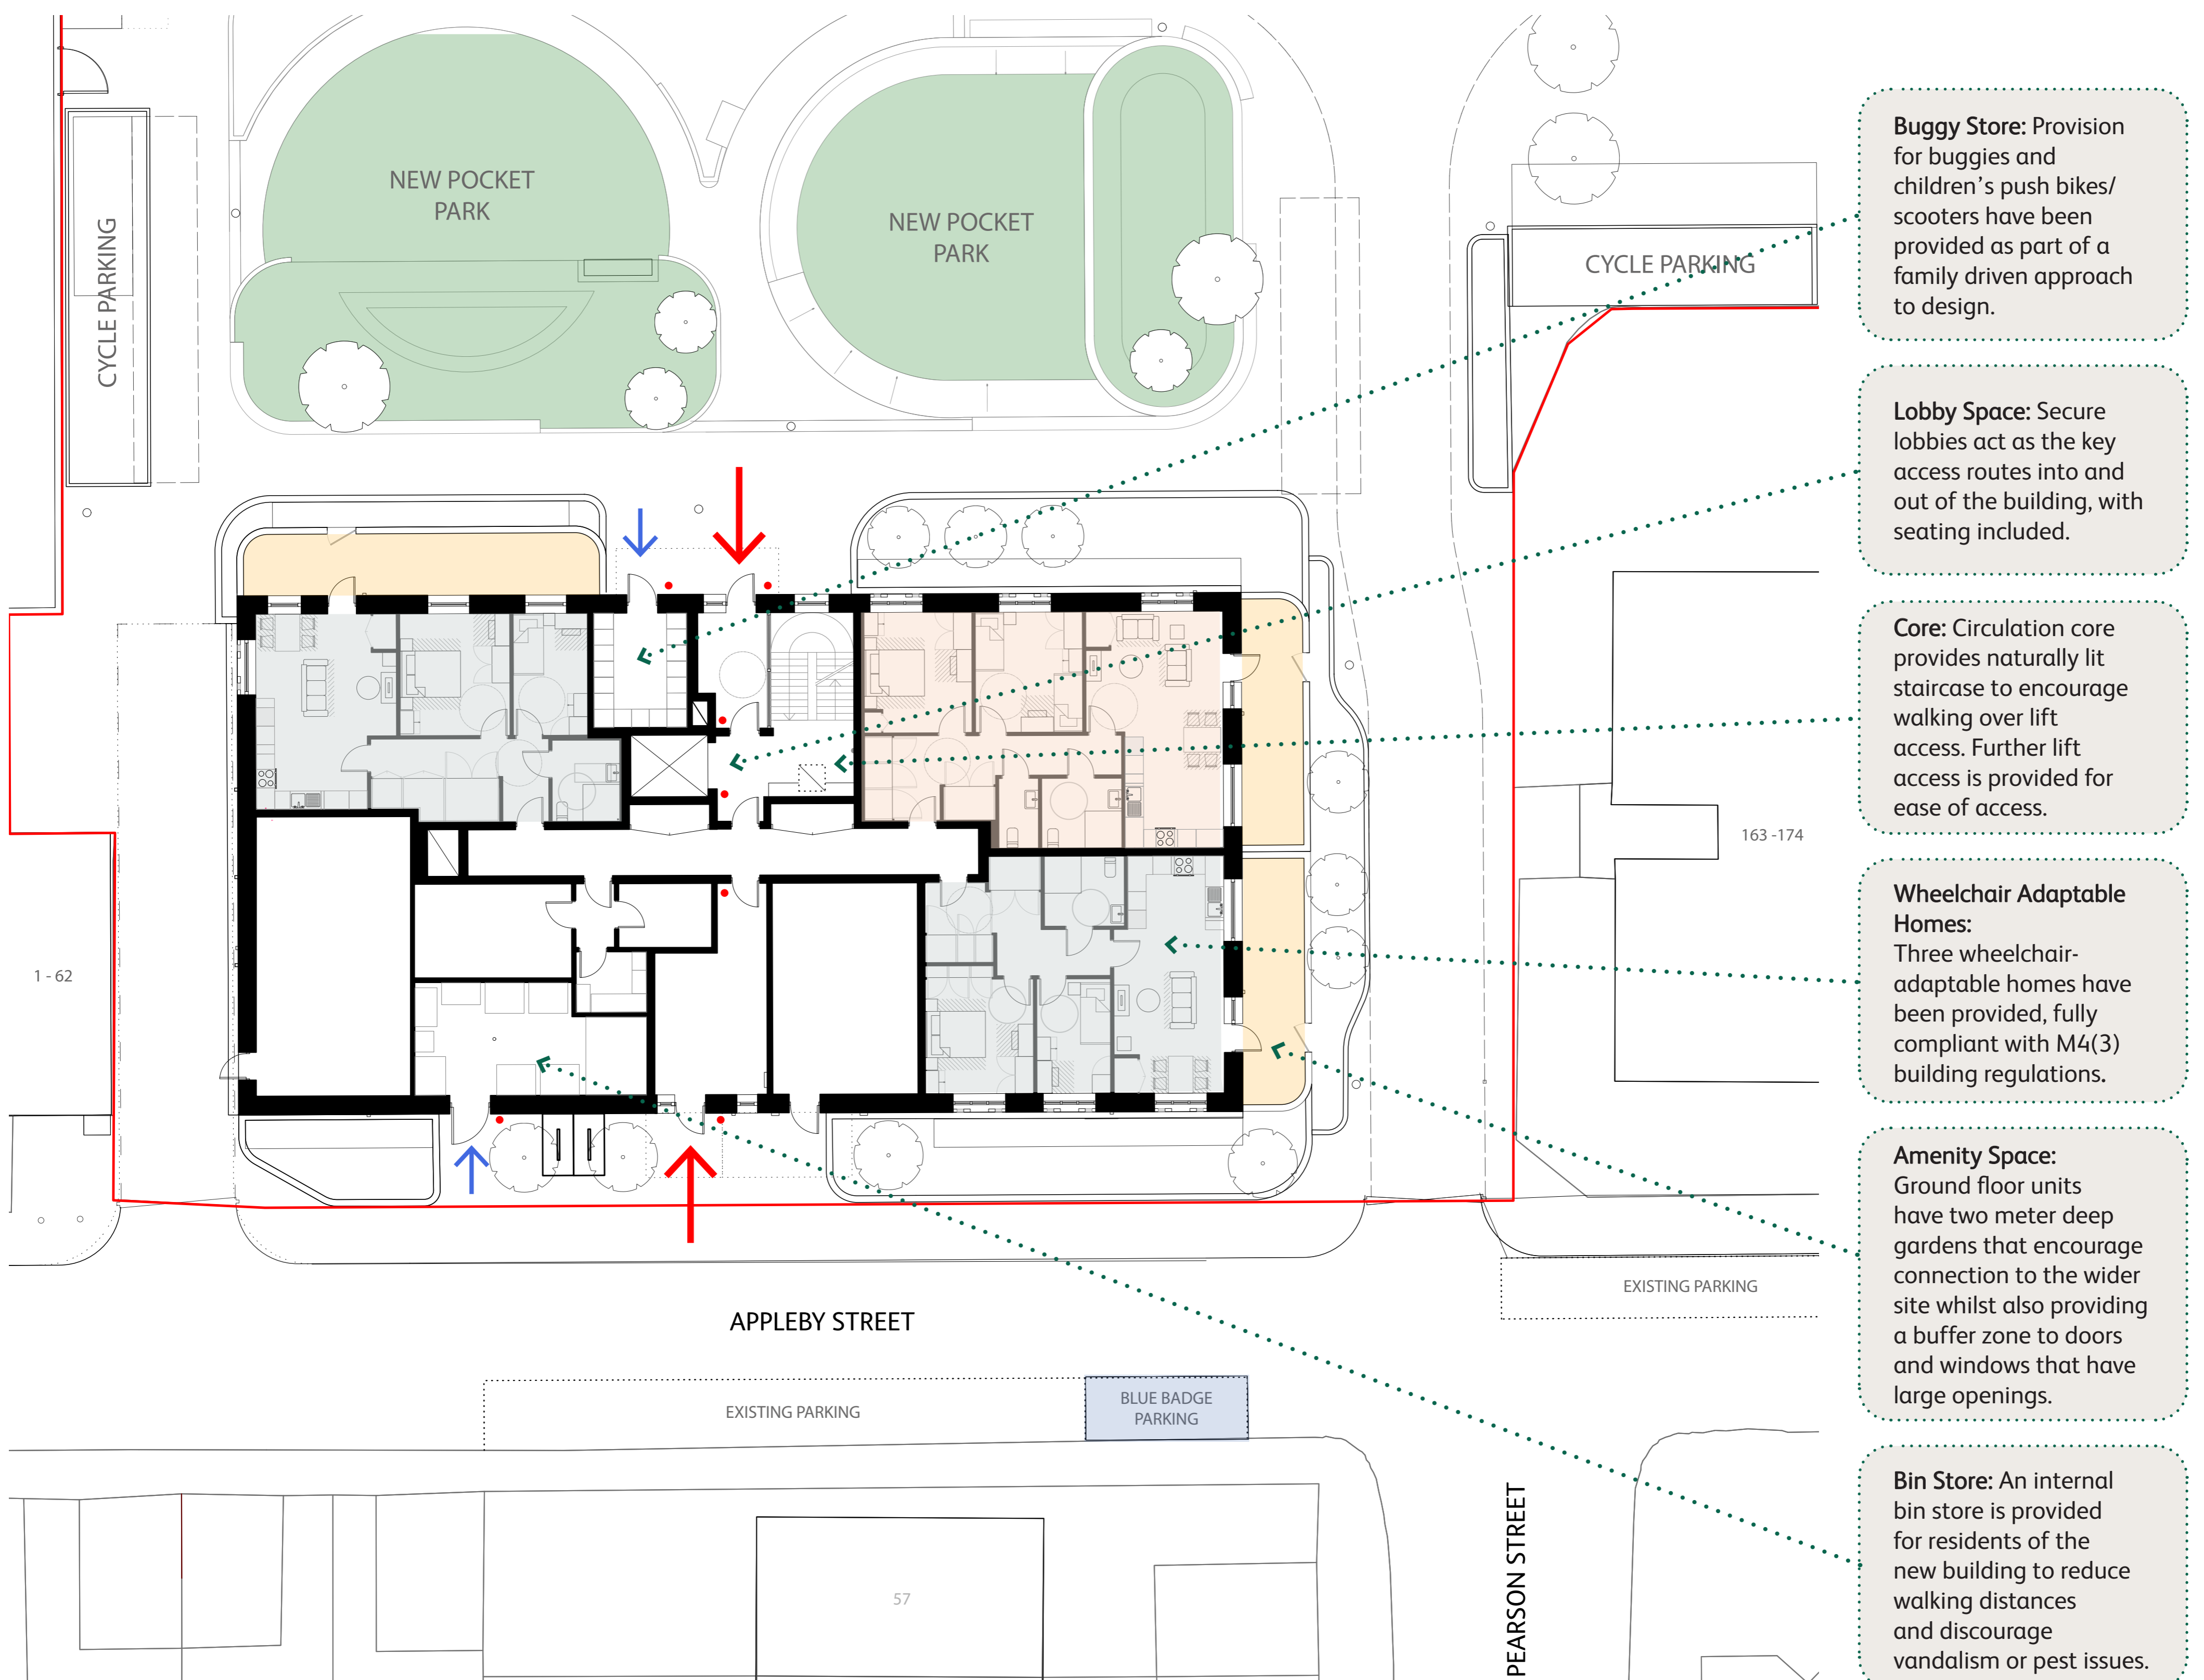 NEW POCKET
PARK
NEW POCKET
PARK
CYCLE PARKING
CYCLE PARKING
1 - 62
163 -174
APPLEBY STREET
EXISTING PARKING
EXISTING PARKING
BLUE BADGE
PARKING
57
PEARSON STREET
Buggy Store: Provision
for buggies and
children’s push bikes/
scooters have been
provided as part of a
family driven approach
to design.
Lobby Space: Secure
lobbies act as the key
access routes into and
out of the building, with
seating included.
Core: Circulation core
provides naturally lit
staircase to encourage
walking over lift
access. Further lift
access is provided for
ease of access.
Wheelchair Adaptable
Homes:
Three wheelchair-
adaptable homes have
been provided, fully
compliant with M4(3)
building regulations.
Amenity Space:
Ground floor units
have two meter deep
gardens that encourage
connection to the wider
site whilst also providing
a buffer zone to doors
and windows that have
large openings.
Bin Store: An internal
bin store is provided
for residents of the
new building to reduce
walking distances
and discourage
vandalism or pest issues.